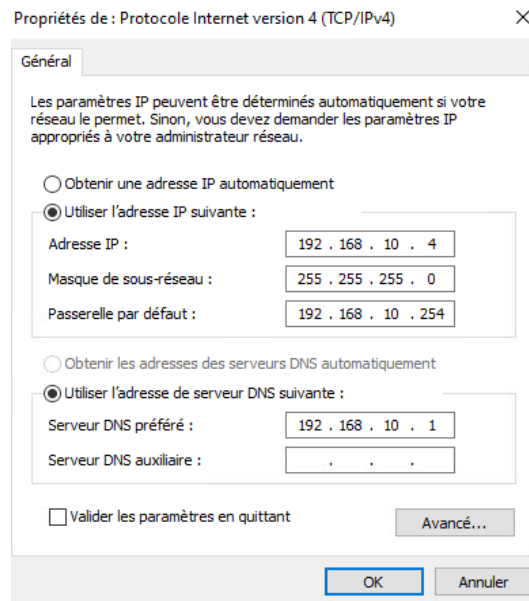 Propriétés de : Protocole Internet version 4 (TCP/IPv4)
Général
Les paramètres IP peuvent être déterminés automatiquement si votre
réseau le permet. Sinon, vous devez demander les paramètres IP
appropriés à votre administrateur réseau.
Obtenir une adresse IP automatiquement
Utiliser l'adresse IP suivante :
Adresse IP : 192 . 168 . 10 . 4
Masque de sous-réseau : 255 . 255 . 255 . 0
Passerelle par défaut : 192 . 168 . 10 . 254
Obtenir les adresses des serveurs DNS automatiquement
Utiliser l'adresse de serveur DNS suivante :
Serveur DNS préféré : 192 . 168 . 10 . 1
Serveur DNS auxiliaire : . . .
Valider les paramètres en quittant
Avancé...
OK Annuler